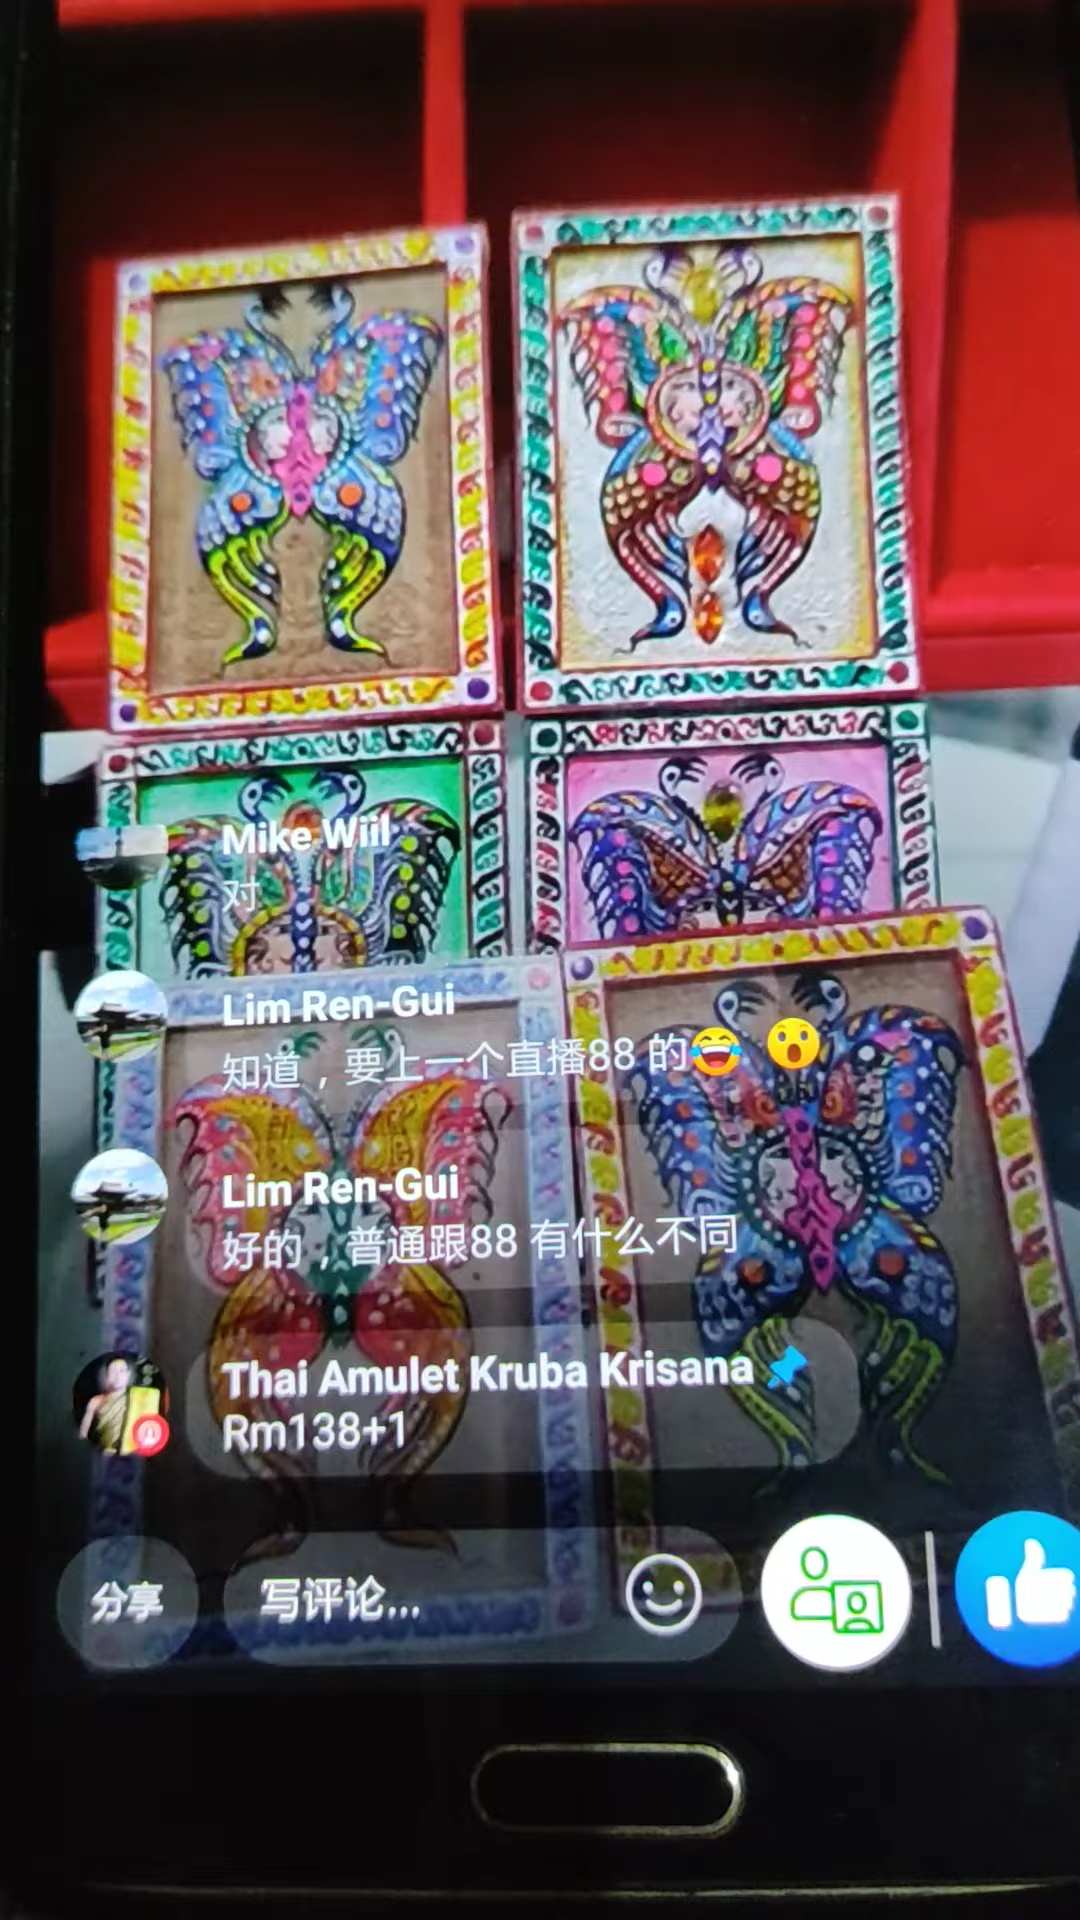 Mike Wiil
对
Lim Ren-Gui
知道，要上一个直播88 的😂 😮
Lim Ren-Gui
好的，普通跟88 有什么不同
Thai Amulet Kruba Krisana 📌
Rm138+1
分享
写评论...